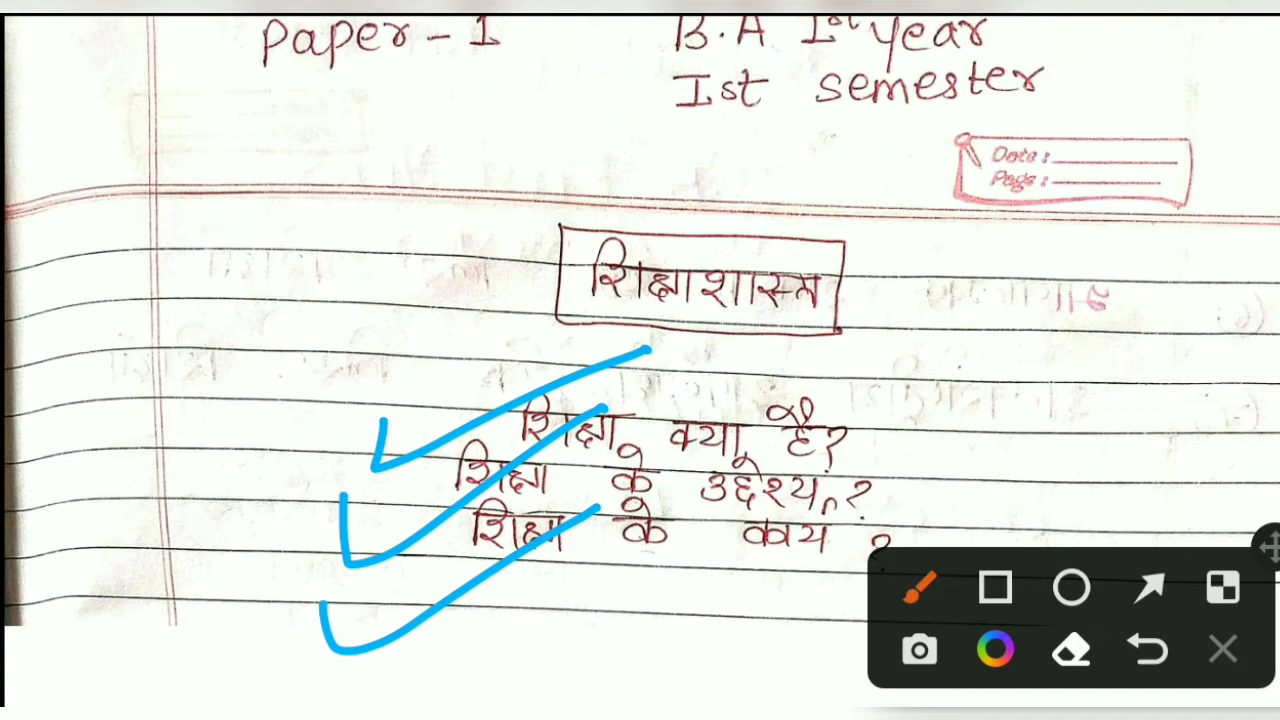 Paper - 1
B.A Ist year
Ist semester
Date :
Page :
शिक्षाशास्त्र
शिक्षा क्या है?
शिक्षा के उद्देश्य ?
शिक्षा के कार्य ?